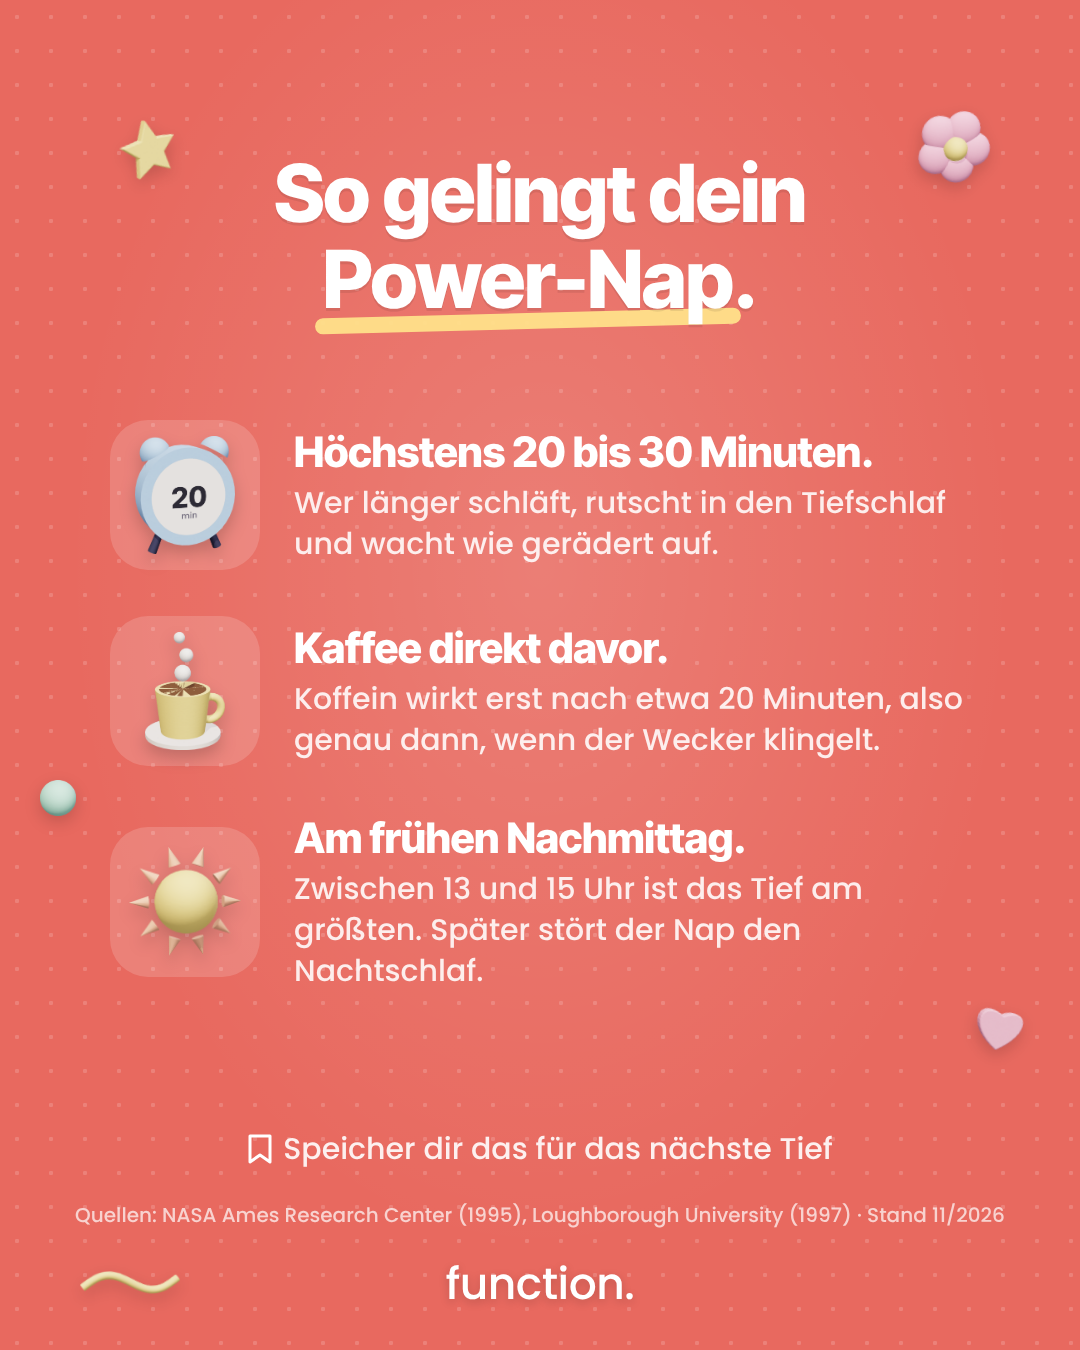 So gelingt dein
Power-Nap.
20
min
Höchstens 20 bis 30 Minuten.
Wer länger schläft, rutscht in den Tiefschlaf
und wacht wie gerädert auf.
Kaffee direkt davor.
Koffein wirkt erst nach etwa 20 Minuten, also
genau dann, wenn der Wecker klingelt.
Am frühen Nachmittag.
Zwischen 13 und 15 Uhr ist das Tief am
größten. Später stört der Nap den
Nachtschlaf.
Speicher dir das für das nächste Tief
Quellen: NASA Ames Research Center (1995), Loughborough University (1997) · Stand 11/2026
function.